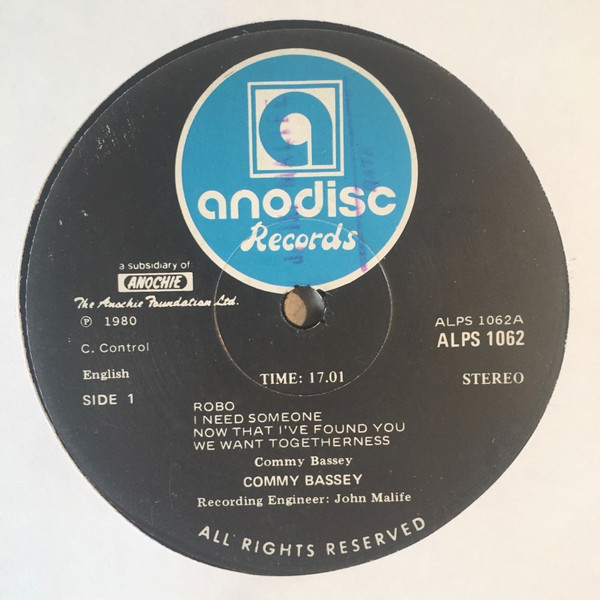 a
anodisc
Records
a subsidiary of
ANOCHIE
The Anochie Foundation Ltd.
Ⓟ 1980
C. Control
English
SIDE 1
ALPS 1062A
ALPS 1062
STEREO
TIME: 17.01
ROBO
I NEED SOMEONE
NOW THAT I'VE FOUND YOU
WE WANT TOGETHERNESS
Commy Bassey
COMMY BASSEY
Recording Engineer: John Malife
ALL RIGHTS RESERVED